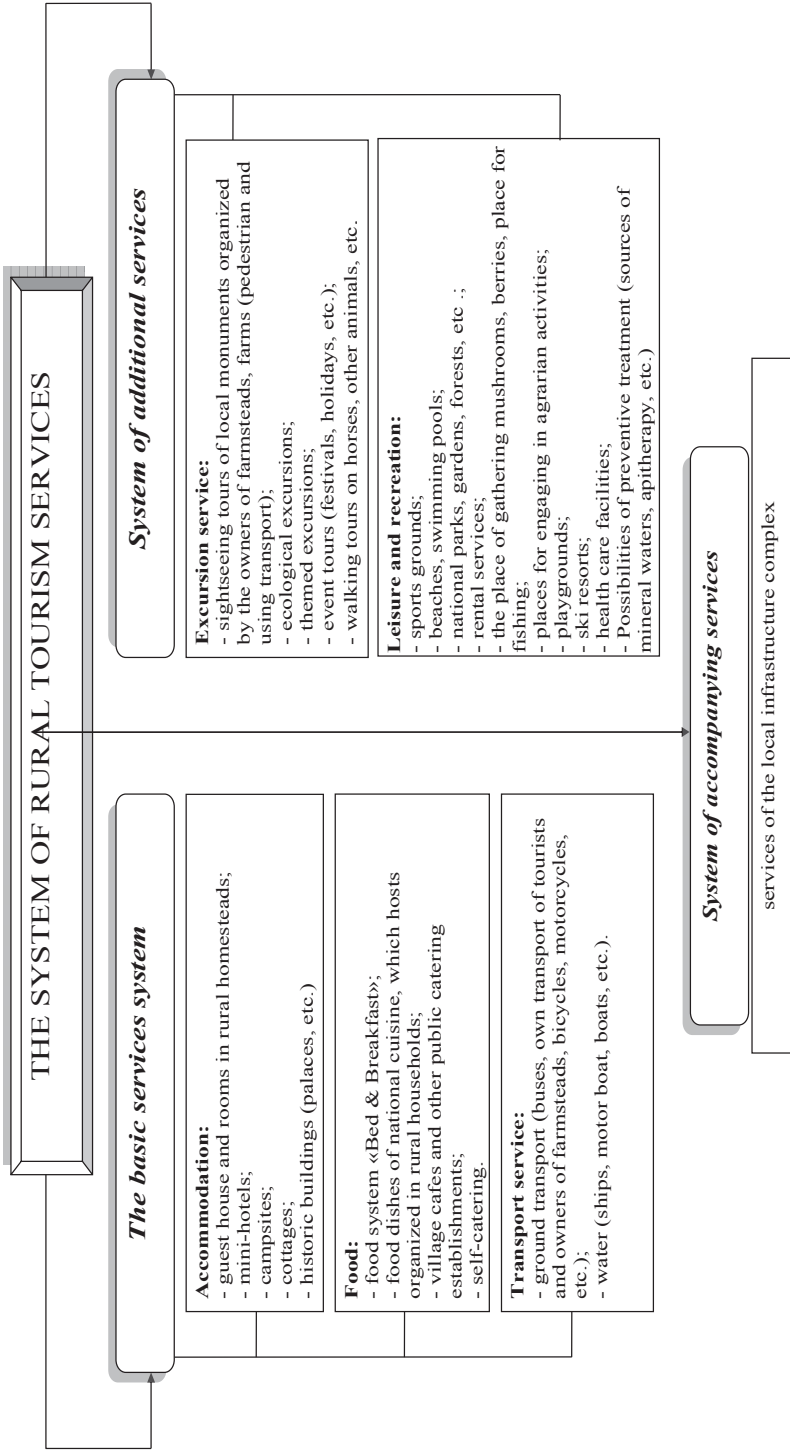 THE SYSTEM OF RURAL TOURISM SERVICES
The basic services system
Accommodation:
- guest house and rooms in rural homesteads;
- mini-hotels;
- campsites;
- cottages;
- historic buildings (palaces, etc.)
Food:
- food system «Bed & Breakfast»;
- food dishes of national cuisine, which hosts
organized in rural households;
- village cafes and other public catering
establishments;
- self-catering.
Transport service:
- ground transport (buses, own transport of tourists
and owners of farmsteads, bicycles, motorcycles,
etc.);
- water (ships, motor boat, boats, etc.).
System of additional services
Excursion service:
- sightseeing tours of local monuments organized
by the owners of farmsteads, farms (pedestrian and
using transport);
- ecological excursions;
- themed excursions;
- event tours (festivals, holidays, etc.);
- walking tours on horses, other animals, etc.
Leisure and recreation:
- sports grounds;
- beaches, swimming pools;
- national parks, gardens, forests, etc .;
- rental services;
- the place of gathering mushrooms, berries, place for
fishing;
- places for engaging in agrarian activities;
- playgrounds;
- ski resorts;
- health care facilities;
- Possibilities of preventive treatment (sources of
mineral waters, apitherapy, etc.)
System of accompanying services
services of the local infrastructure complex